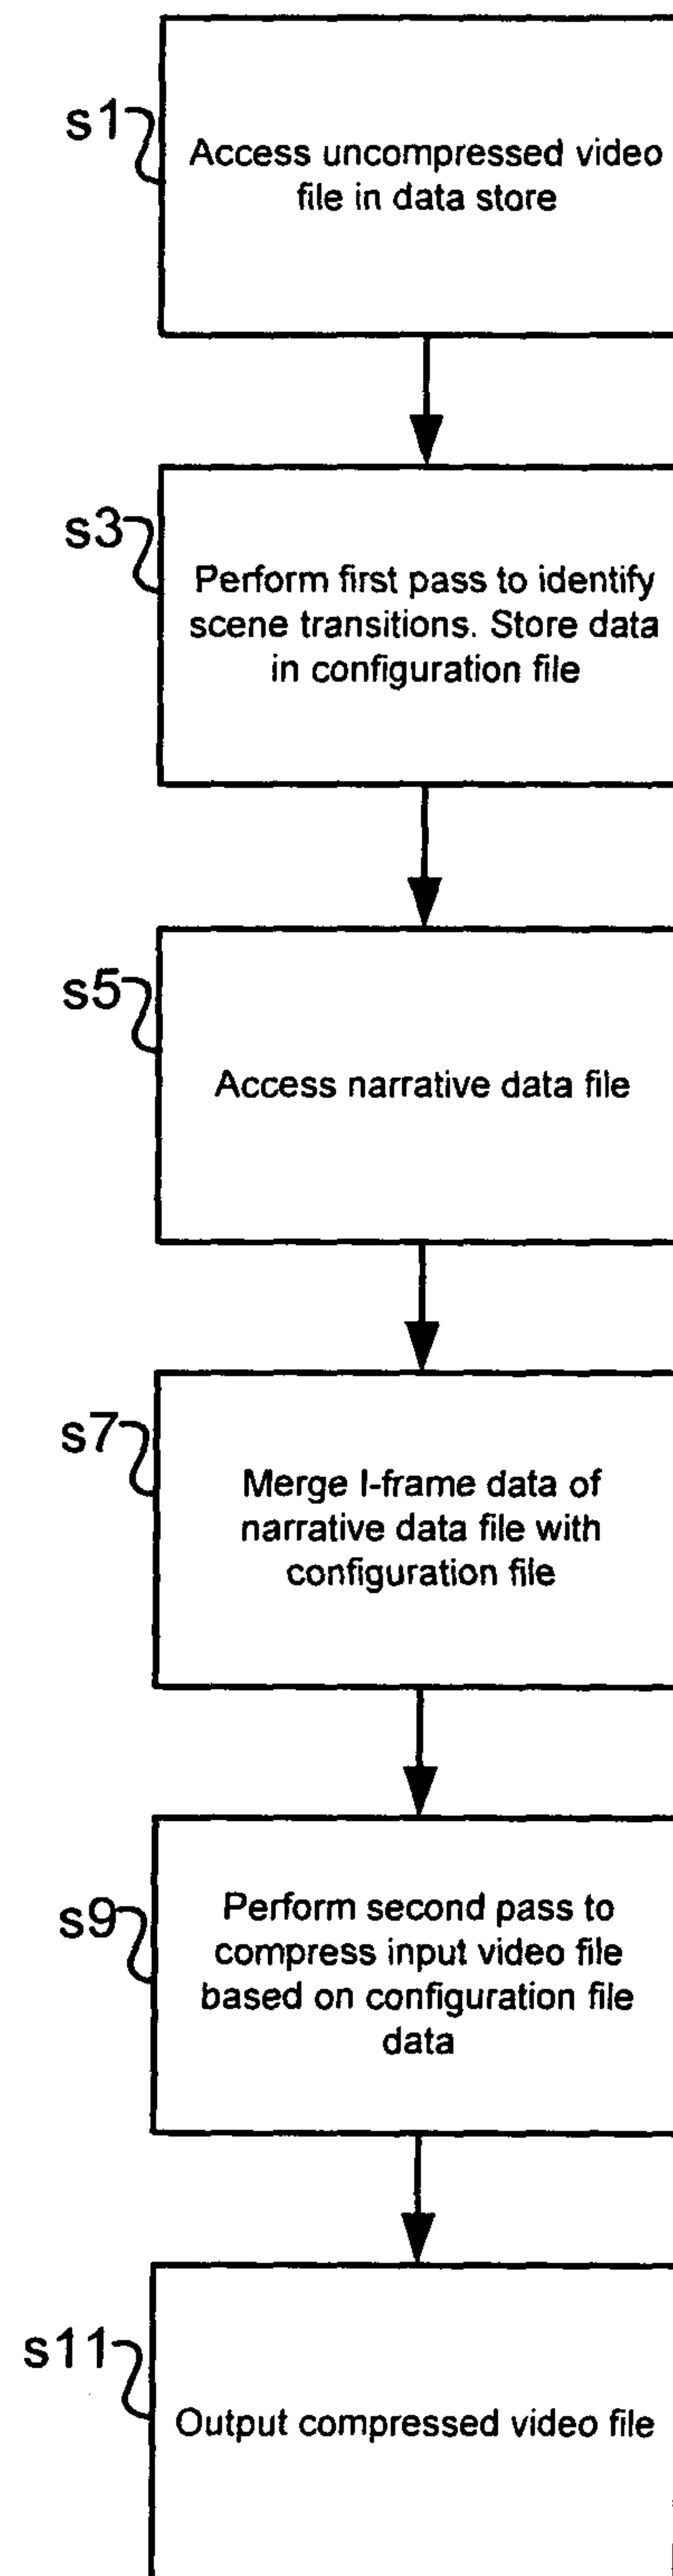 s1
Access uncompressed video
file in data store
s3
Perform first pass to identify
scene transitions. Store data
in configuration file
s5
Access narrative data file
s7
Merge I-frame data of
narrative data file with
configuration file
s9
Perform second pass to
compress input video file
based on configuration file
data
s11
Output compressed video file